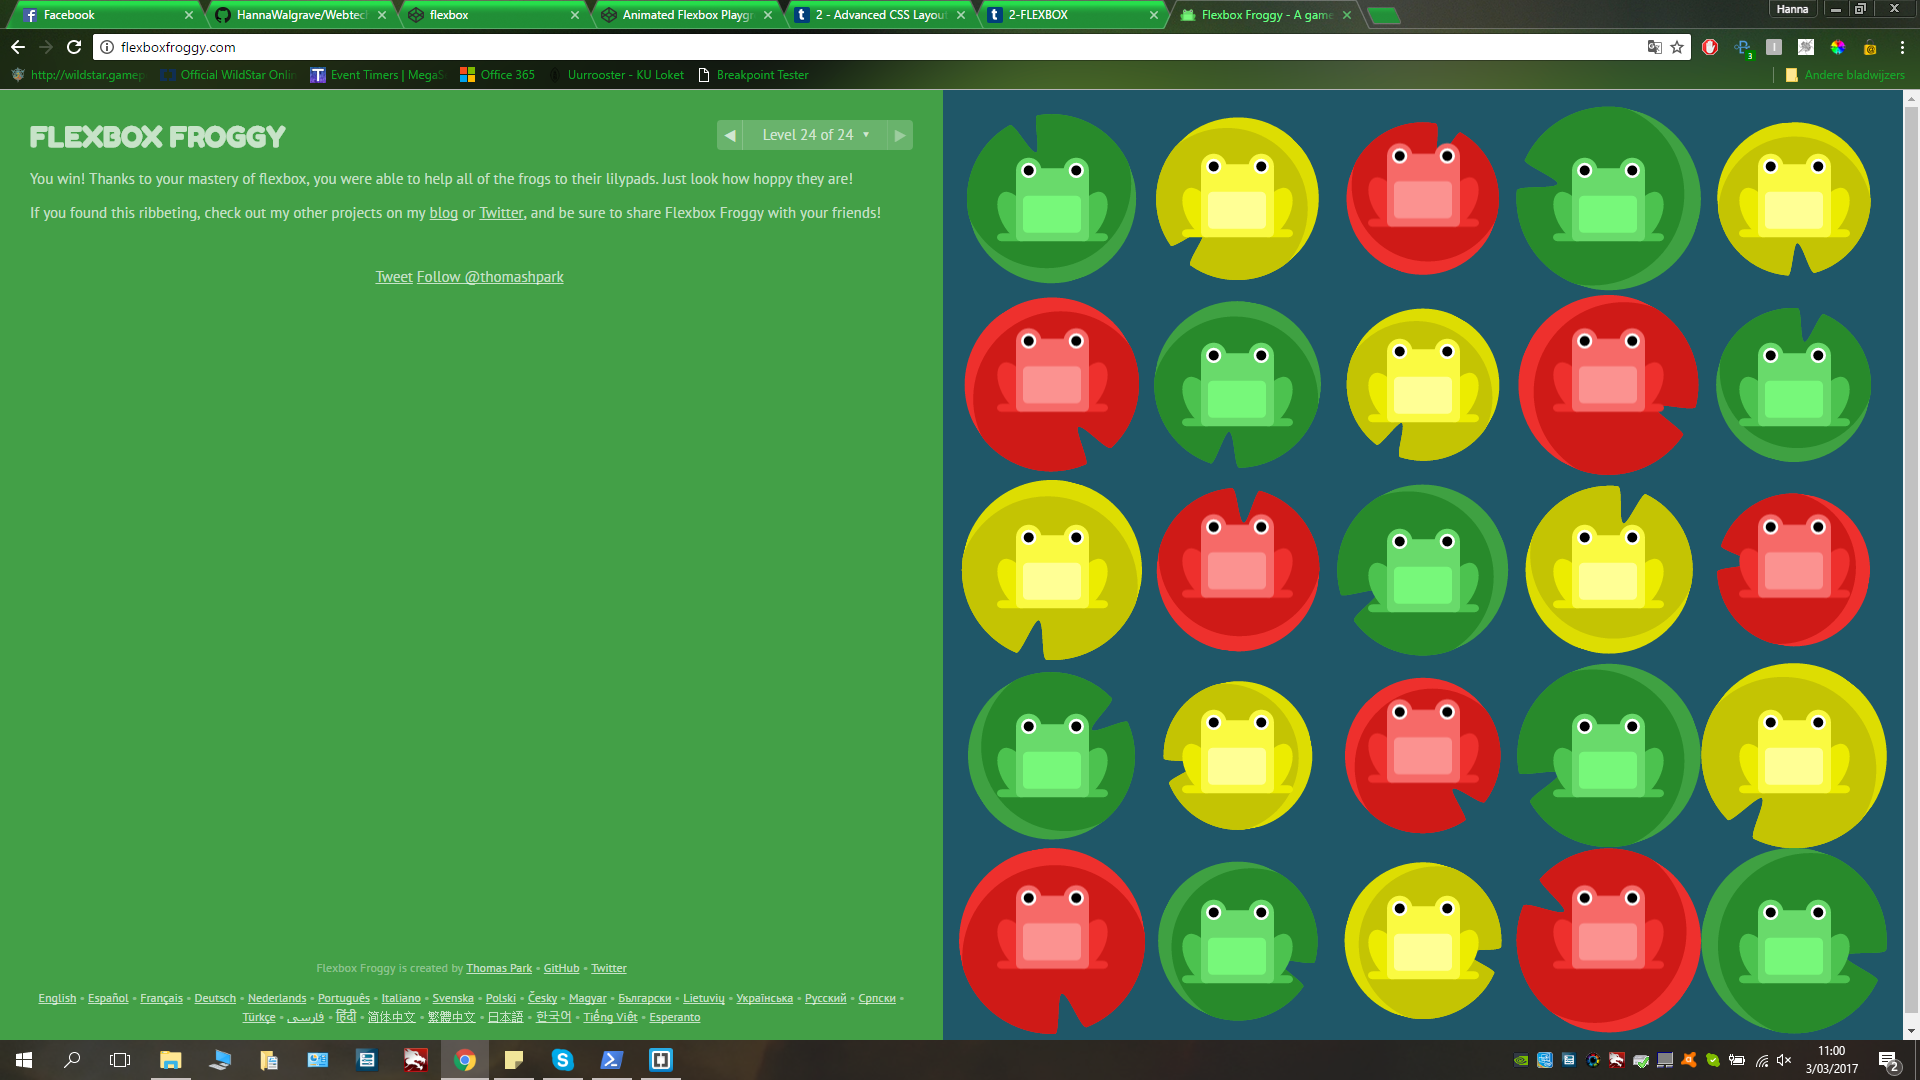 Facebook
HannaWalgrave/Webtech
flexbox
Animated Flexbox Playgr
2 - Advanced CSS Layou
2-FLEXBOX
Flexbox Froggy - A game
Hanna
flexboxfroggy.com
3
http://wildstar.gamep
Official WildStar Onlin
Event Timers | MegaS
Office 365
Uurrooster - KU Loket
Breakpoint Tester
Andere bladwijzers
FLEXBOX FROGGY
Level 24 of 24
You win! Thanks to your mastery of flexbox, you were able to help all of the frogs to their lilypads. Just look how hoppy they are!
If you found this ribbeting, check out my other projects on my blog or Twitter, and be sure to share Flexbox Froggy with your friends!
Tweet Follow @thomashpark
Flexbox Froggy is created by Thomas Park • GitHub • Twitter
English • Español • Français • Deutsch • Nederlands • Português • Italiano • Svenska • Polski • Česky • Magyar • Български • Lietuvių • Українська • Русский • Српски •
Türkçe • فارسی • हिंदी • 简体中文 • 繁體中文 • 日本語 • 한국어 • Tiếng Việt • Esperanto
11:00
3/03/2017
2